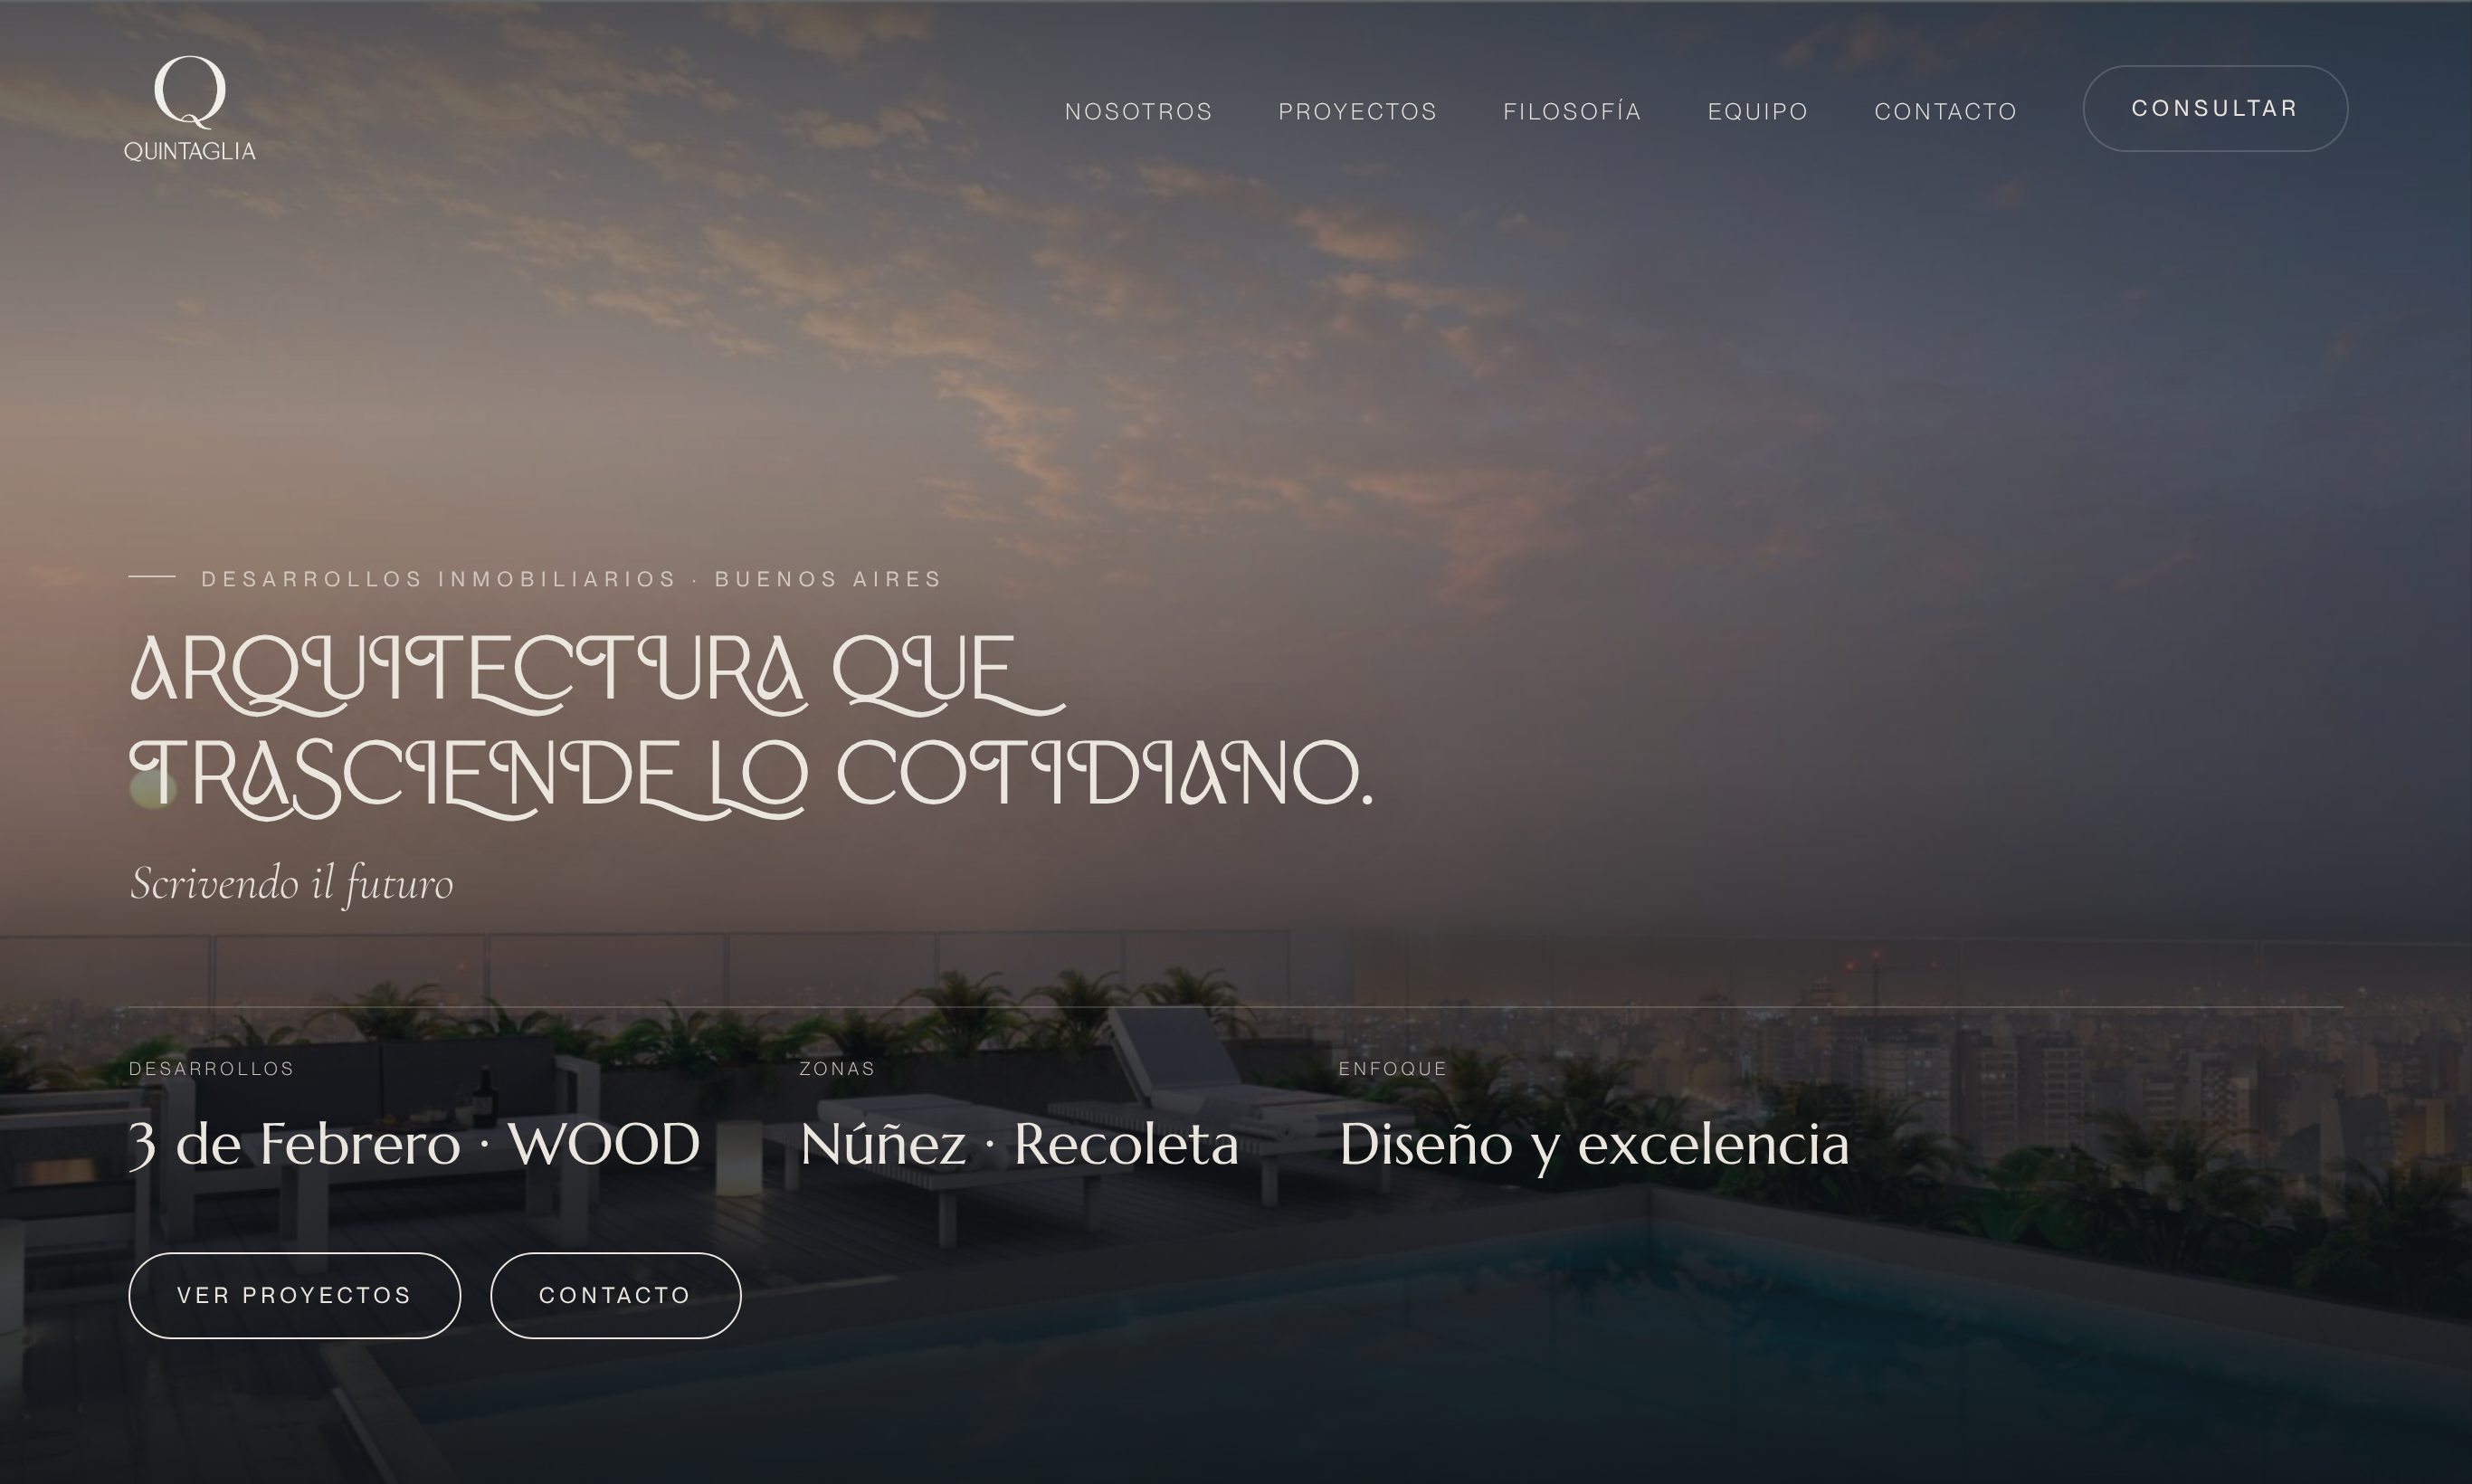 Q
QUINTAGLIA
NOSOTROS PROYECTOS FILOSOFÍA EQUIPO CONTACTO CONSULTAR
DESARROLLOS INMOBILIARIOS · BUENOS AIRES
ARQUITECTURA QUE
TRASCIENDE LO COTIDIANO.
Scrivendo il futuro
DESARROLLOS ZONAS ENFOQUE
3 de Febrero · WOOD Núñez · Recoleta Diseño y excelencia
VER PROYECTOS CONTACTO